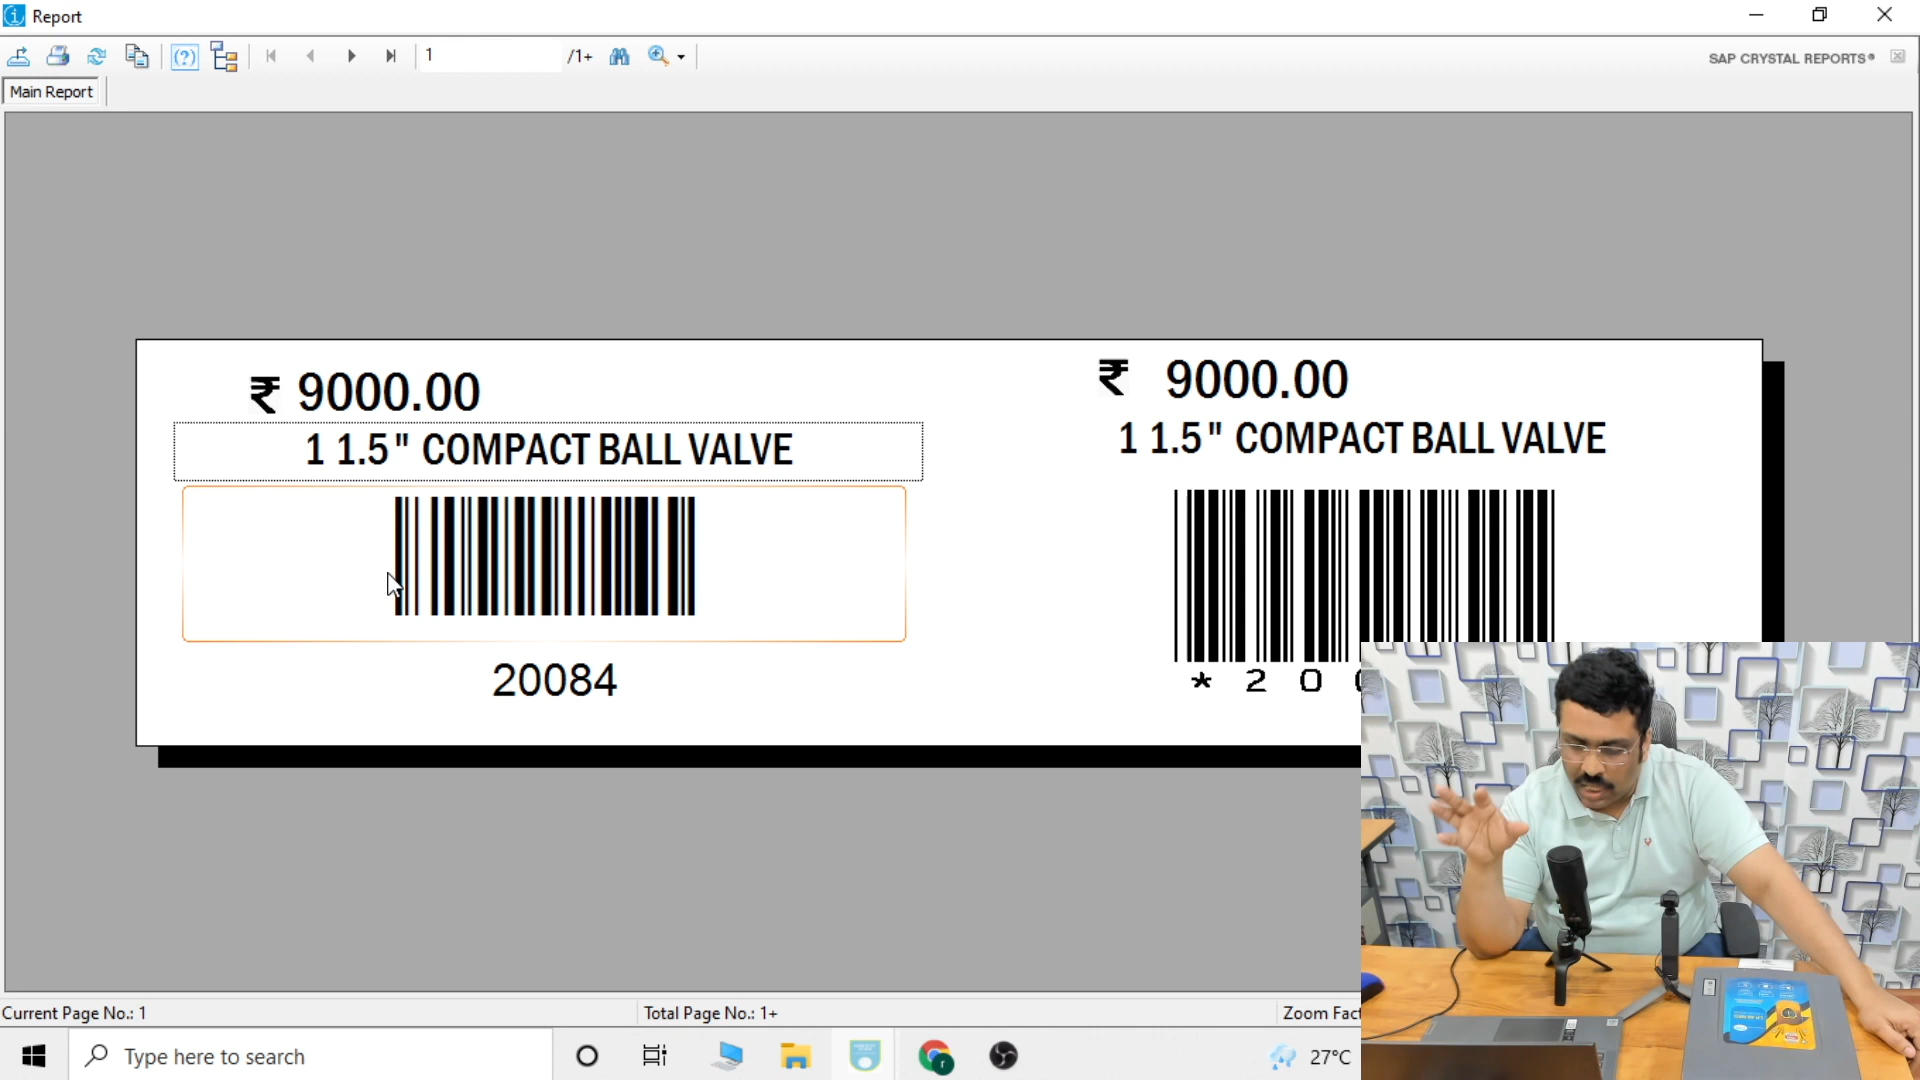 Report
1 /1+ SAP CRYSTAL REPORTS®
Main Report
₹ 9000.00
1 1.5" COMPACT BALL VALVE
20084
₹ 9000.00
1 1.5" COMPACT BALL VALVE
* 2 0
Current Page No.: 1
Total Page No.: 1+
Zoom Fact
Type here to search
27°C